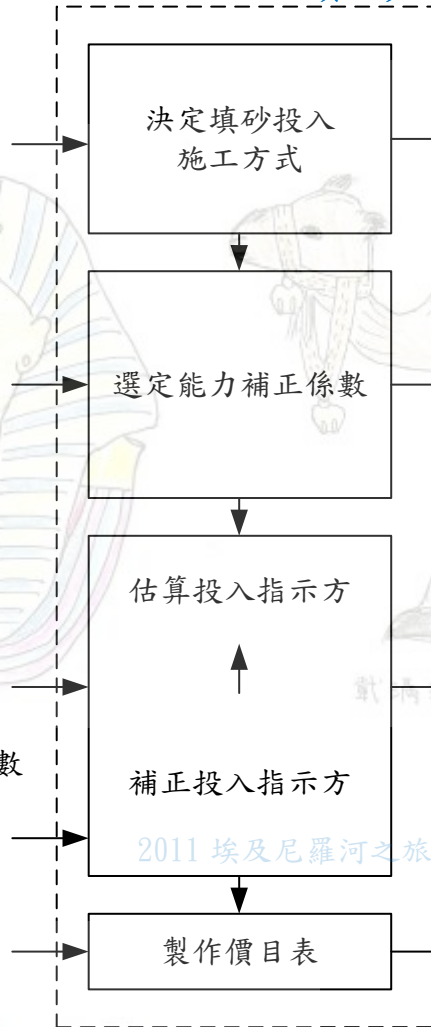 決定填砂投入
施工方式
選定能力補正係數
估算投入指示方
數
補正投入指示方
2011 埃及尼羅河之旅
製作價目表